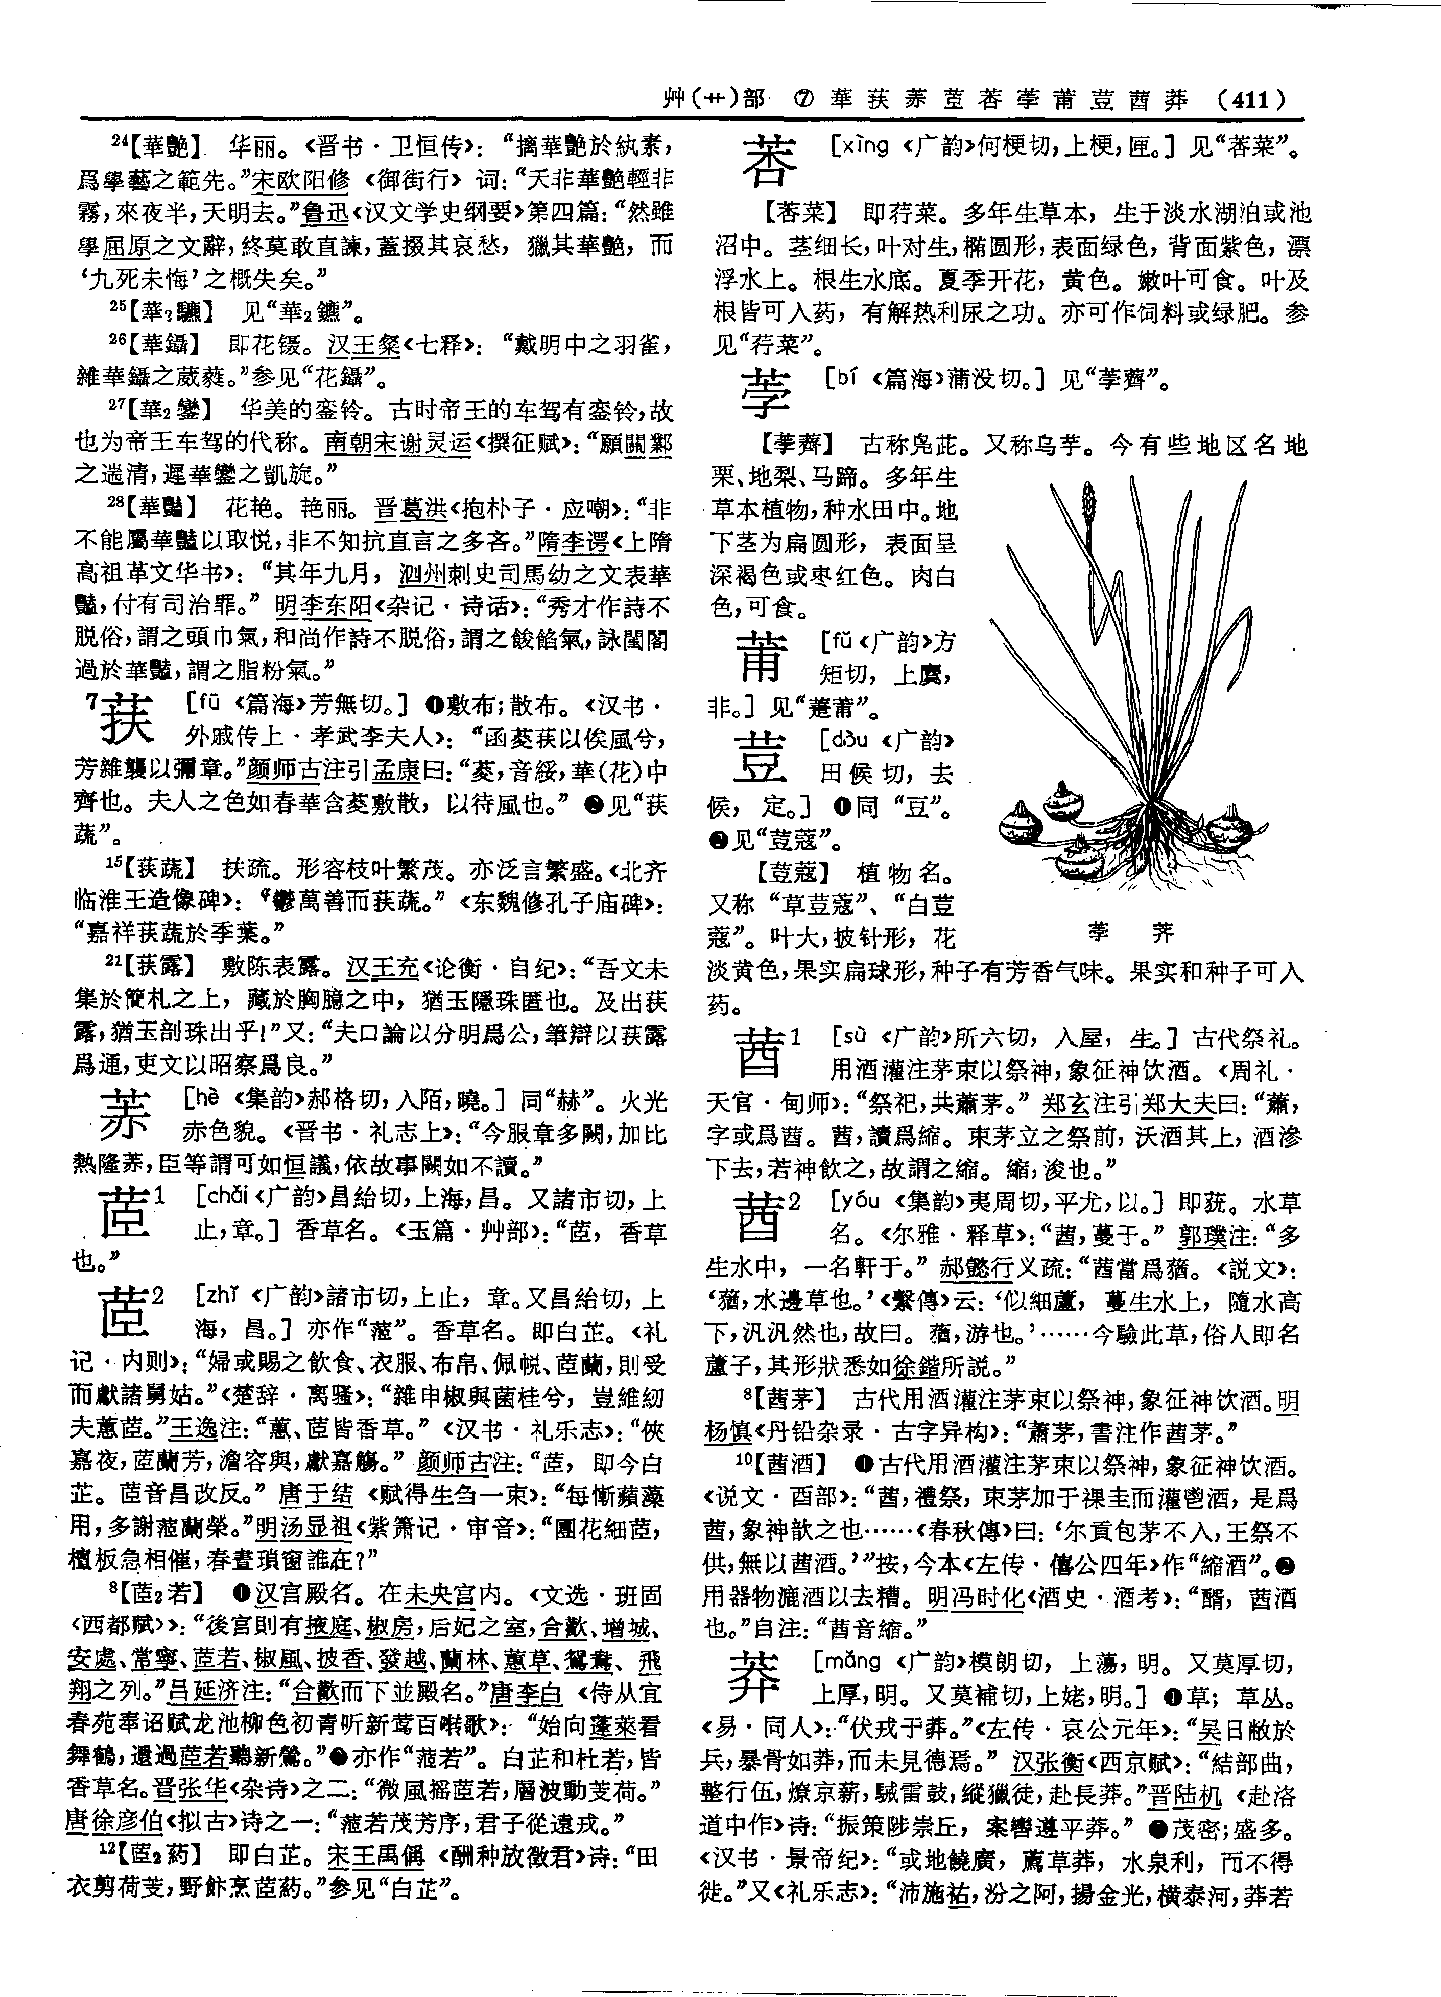 艸(艹)部 ⑦ 華荴菾茝莕荸莆荳莤莽 (411)
24【華艷】 华丽。《晋书·卫恒传》：“摛華艷於紈素，
爲學藝之範先。”宋欧阳修《御街行》词：“夭非華艷輕非
霧，來夜半，天明去。”鲁迅《汉文学史纲要》第四篇：“然雖
學屈原之文辭，終莫敢直諫，蓋掇其哀愁，獵其華艷，而
‘九死未悔’之概失矣。”
25【華2驦】 见“華2鑣”。
26【華鑷】 即花镊。汉王粲《七释》：“戴明中之羽雀，
雜華鑷之葳蕤。”参见“花鑷”。
27【華2鑾】 华美的銮铃。古时帝王的车驾有銮铃，故
也为帝王车驾的代称。南朝宋谢灵运《撰征赋》：“願關鄴
之遄清，遲華鑾之凱旋。”
28【華豔】 花艳。艳丽。晋葛洪《抱朴子·应嘲》：“非
不能屬華豔以取悦，非不知抗直言之多吝。”隋李谔《上隋
高祖革文华书》：“其年九月，泗州刺史司馬幼之文表華
豔，付有司治罪。”明李东阳《杂记·诗话》：“秀才作詩不
脱俗，謂之頭巾氣，和尚作詩不脱俗，謂之餕餡氣，詠閨閣
過於華豔，謂之脂粉氣。”
7荴 [fū《篇海》芳無切。] ❶敷布；散布。《汉书·
外戚传上·孝武李夫人》：“函荾荴以俟風兮，
芳雜襲以彌章。”颜师古注引孟康曰：“荾，音綏，華(花)中
齊也。夫人之色如春華含荾敷散，以待風也。”❷见“荴
蔬”。
15【荴蔬】 扶疏。形容枝叶繁茂。亦泛言繁盛。《北齐
临淮王造像碑》：“鬱萬善而荴蔬。”《东魏修孔子庙碑》：
“嘉祥荴蔬於季葉。”
21【荴露】 敷陈表露。汉王充《论衡·自纪》：“吾文未
集於簡札之上，藏於胸臆之中，猶玉隱珠匿也。及出荴
露，猶玉剖珠出乎！”又：“夫口論以分明爲公，筆辯以荴露
爲通，吏文以昭察爲良。”
[hè《集韵》郝格切，入陌，曉。] 同“赫”。火光
赤色貌。《晋书·礼志上》：“今服章多闕，加比
臣等謂可如恒議，依故事闕如不讀。”
茝1 [chǎi《广韵》昌紿切，上海，昌。又諸市切，上
止，章。] 香草名。《玉篇·艸部》：“茝，香草
也。”
茝2 [zhǐ《广韵》諸市切，上止，章。又昌紿切，上
海，昌。] 亦作“蒞”。香草名。即白芷。《礼
记·内则》：“婦或賜之飲食、衣服、布帛、佩帨、茝蘭，則受
而獻諸舅姑。”《楚辞·离骚》：“雜申椒與菌桂兮，豈維紉
夫蕙茝。”王逸注：“蕙、茝皆香草。”《汉书·礼乐志》：“俠
嘉夜，茝蘭芳，澹容與，獻嘉觴。”颜师古注：“茝，即今白
芷。茝音昌改反。”唐于结《赋得生刍一束》：“每慚蘋藻
用，多謝蒞蘭榮。”明汤显祖《紫箫记·审音》：“團花細茝，
檀板急相催，春晝瑣窗誰在？”
8【茝2若】 ❶汉宫殿名。在未央宫内。《文选·班固
〈西都赋〉》：“後宮則有掖庭、椒房，后妃之室，合歡、增城、
安處、常寧、茝若、椒風、披香、發越、蘭林、蕙草、鴛鸞、飛
翔之列。”吕延济注：“合歡而下並殿名。”唐李白《侍从宜
春苑奉诏赋龙池柳色初青听新莺百啭歌》：“始向蓬萊看
舞鶴，還過茝若聽新鶯。”❷亦作“蒞若”。白芷和杜若，皆
香草名。晋张华《杂诗》之二：“微風摇茝若，層波動芰荷。”
唐徐彦伯《拟古》诗之一：“蒞若茂芳序，君子從遠戎。”
12【茝2葯】 即白芷。宋王禹偁《酬种放徵君》诗：“田
衣剪荷芰，野飰烹茝葯。”参见“白芷”。
莕 [xìng《广韵》何梗切，上梗，匣。] 见“莕菜”。
【莕菜】 即荇菜。多年生草本，生于淡水湖泊或池
沼中。茎细长，叶对生，椭圆形，表面绿色，背面紫色，漂
浮水上。根生水底。夏季开花，黄色。嫩叶可食。叶及
根皆可入药，有解热利尿之功。亦可作饲料或绿肥。参
见“荇菜”。
荸 [bí《篇海》蒲没切。] 见“荸薺”。
【荸薺】 古称凫茈。又称乌芋。今有些地区名地
栗、地梨、马蹄。多年生
草本植物，种水田中。地
下茎为扁圆形，表面呈
深褐色或枣红色。肉白
色，可食。
莆 [fǔ《广韵》方
矩切，上麌，
非。] 见“萐莆”。
荳 [dòu《广韵》
田候切，去
候，定。] ❶同“豆”。
❷见“荳蔻”。
【荳蔻】 植物名。
又称“草荳蔻”、“白荳
蔻”。叶大，披针形，花
荸 荠
淡黄色，果实扁球形，种子有芳香气味。果实和种子可入
药。
莤1 [sù《广韵》所六切，入屋，生。] 古代祭礼。
用酒灌注茅束以祭神，象征神饮酒。《周礼·
天官·甸师》：“祭祀，共蕭茅。”郑玄注引郑大夫曰：“蕭，
字或爲莤。莤，讀爲縮。束茅立之祭前，沃酒其上，酒滲
下去，若神飲之，故謂之縮。縮，浚也。”
莤2 [yóu《集韵》夷周切，平尤，以。] 即莸。水草
名。《尔雅·释草》：“莤，蔓于。”郭璞注：“多
生水中，一名軒于。”郝懿行义疏：“莤當爲蕕。《説文》：
‘蕕，水邊草也。’《繫傳》云：‘似細蘆，蔓生水上，隨水高
下，汎汎然也，故曰。蕕，游也。’……今驗此草，俗人即名
蘆子，其形狀悉如徐鍇所説。”
8【莤茅】 古代用酒灌注茅束以祭神，象征神饮酒。明
杨慎《丹铅杂录·古字异构》：“蕭茅，書注作莤茅。”
10【莤酒】 ❶古代用酒灌注茅束以祭神，象征神饮酒。
《说文·酉部》：“莤，禮祭，束茅加于祼圭而灌鬯酒，是爲
莤，象神歆之也……《春秋傳》曰：‘尔貢包茅不入，王祭不
供，無以莤酒。’”按，今本《左传·僖公四年》作“縮酒”。❷
用器物漉酒以去糟。明冯时化《酒史·酒考》：“醑，莤酒
也。”自注：“莤音縮。”
莽 [mǎng《广韵》模朗切，上蕩，明。又莫厚切，
上厚，明。又莫補切，上姥，明。] ❶草；草丛。
《易·同人》：“伏戎于莽。”《左传·哀公元年》：“吴日敝於
兵，暴骨如莽，而未見德焉。”汉张衡《西京赋》：“結部曲，
整行伍，燎京薪，駴雷鼓，縱獵徒，赴長莽。”晋陆机《赴洛
道中作》诗：“振策陟崇丘，案轡遵平莽。”❷茂密；盛多。
《汉书·景帝纪》：“或地饒廣，薦草莽，水泉利，而不得
徙。”又《礼乐志》：“沛施祐，汾之阿，揚金光，横泰河，莽若